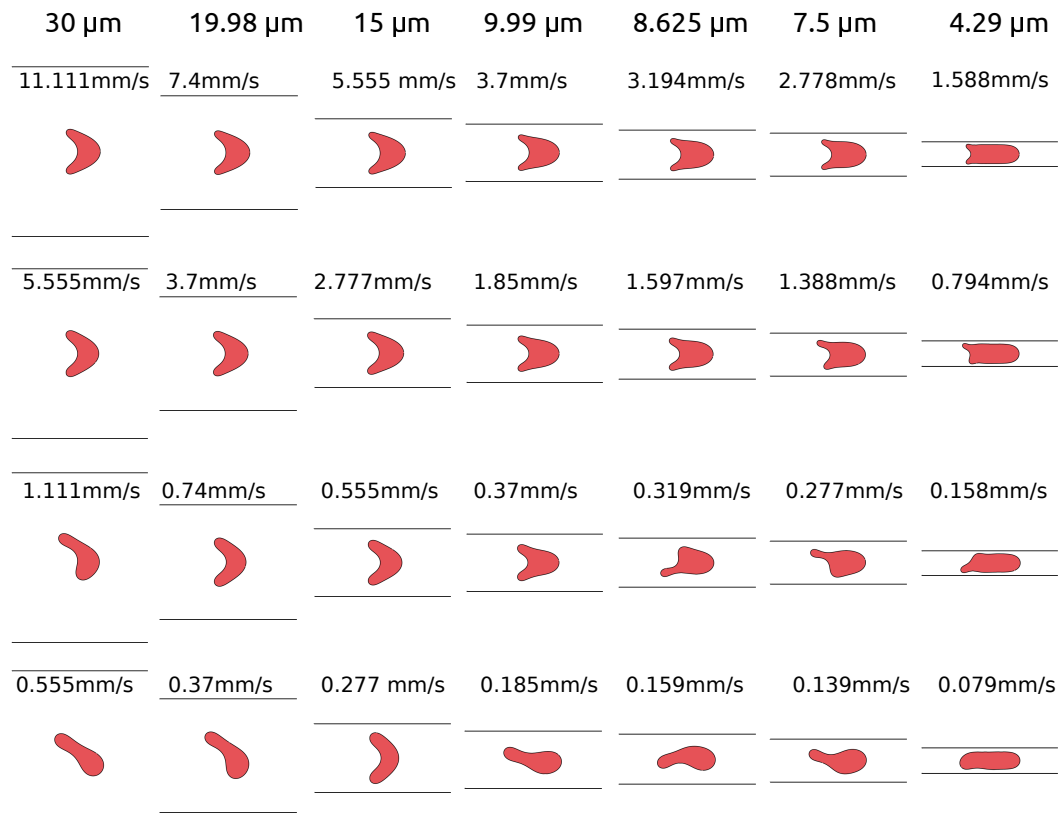 30 µm 19.98 µm 15 µm 9.99 µm 8.625 µm 7.5 µm 4.29 µm
11.111mm/s 7.4mm/s 5.555 mm/s 3.7mm/s 3.194mm/s 2.778mm/s 1.588mm/s
5.555mm/s 3.7mm/s 2.777mm/s 1.85mm/s 1.597mm/s 1.388mm/s 0.794mm/s
1.111mm/s 0.74mm/s 0.555mm/s 0.37mm/s 0.319mm/s 0.277mm/s 0.158mm/s
0.555mm/s 0.37mm/s 0.277 mm/s 0.185mm/s 0.159mm/s 0.139mm/s 0.079mm/s